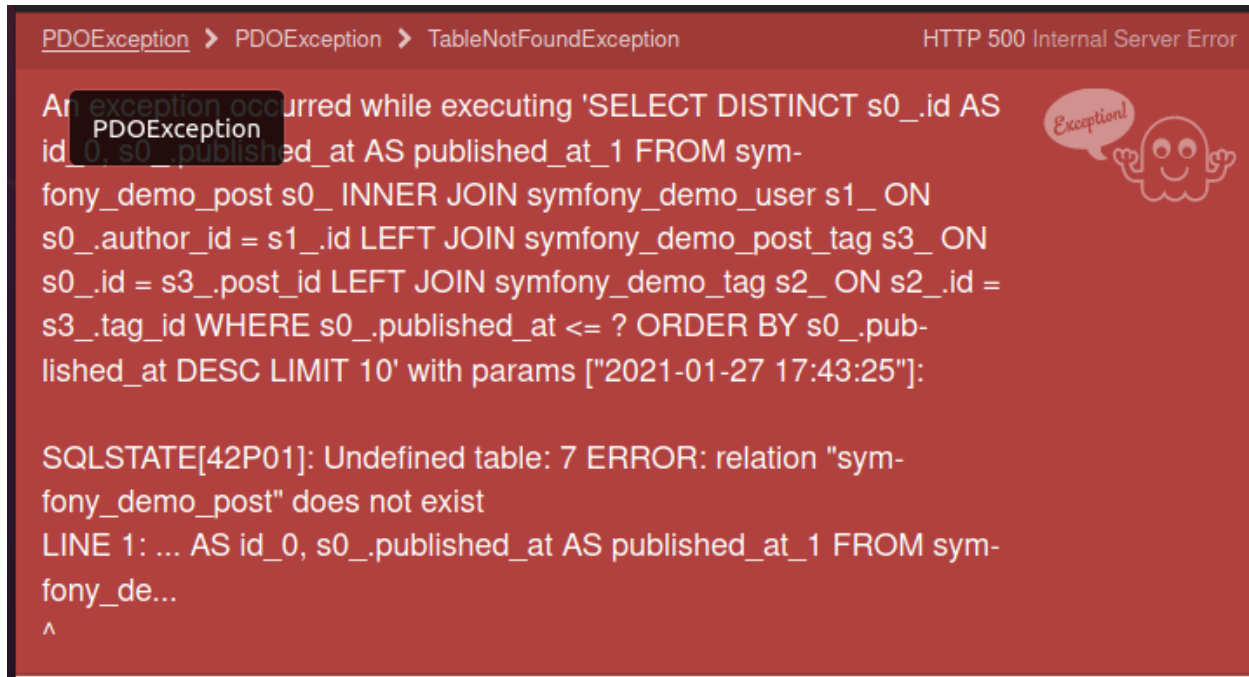 PDOException > PDOException > TableNotFoundException HTTP 500 Internal Server Error
An exception occurred while executing 'SELECT DISTINCT s0_.id AS
PDOException
id_0, s0_.published_at AS published_at_1 FROM sym-
fony_demo_post s0_ INNER JOIN symfony_demo_user s1_ ON
s0_.author_id = s1_.id LEFT JOIN symfony_demo_post_tag s3_ ON
s0_.id = s3_.post_id LEFT JOIN symfony_demo_tag s2_ ON s2_.id =
s3_.tag_id WHERE s0_.published_at <= ? ORDER BY s0_.pub-
lished_at DESC LIMIT 10' with params ["2021-01-27 17:43:25"]:
Exception!
SQLSTATE[42P01]: Undefined table: 7 ERROR: relation "sym-
fony_demo_post" does not exist
LINE 1: ... AS id_0, s0_.published_at AS published_at_1 FROM sym-
fony_de...
^